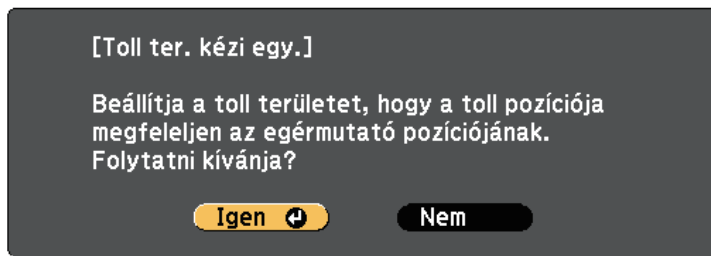 [Toll ter. kézi egy.]
Beállítja a toll területet, hogy a toll pozíciója
megfeleljen az egérmutató pozíciójának.
Folytatni kívánja?
Igen
Nem